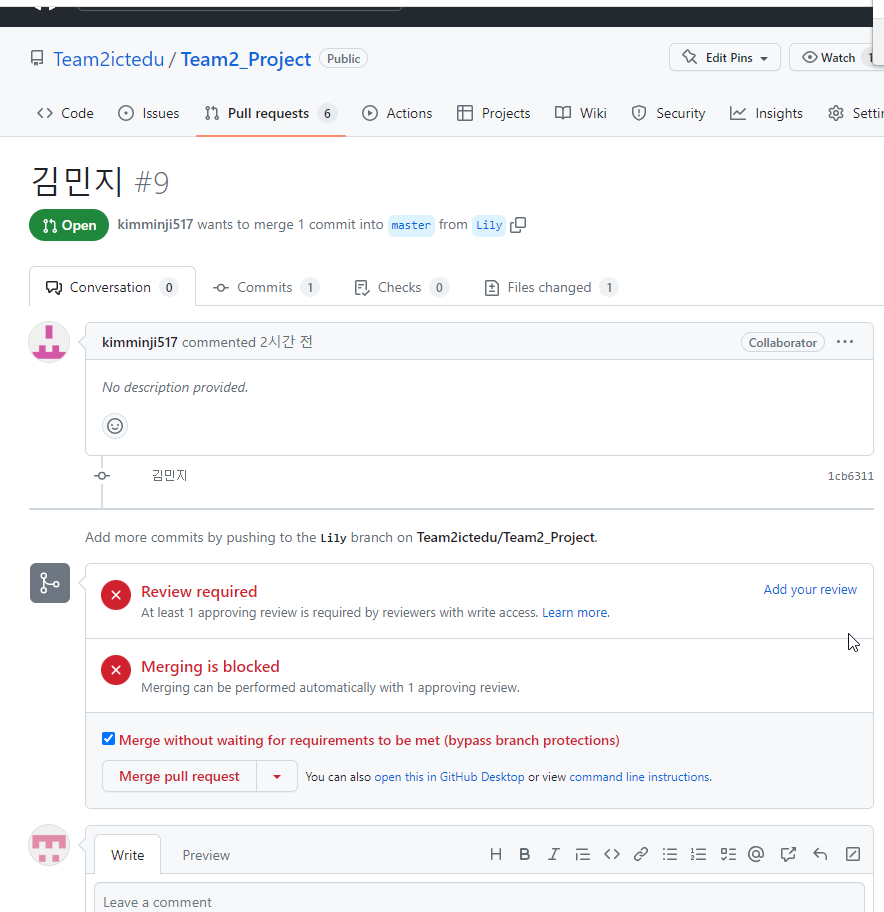 Team2ictedu / Team2_Project Public
Edit Pins
Watch 1
Code
Issues
Pull requests 6
Actions
Projects
Wiki
Security
Insights
김민지 #9
Open
kimminji517 wants to merge 1 commit into master from Lily
Conversation 0
Commits 1
Checks 0
Files changed 1
kimminji517 commented 2시간 전
Collaborator
No description provided.
김민지
1cb6311
Add more commits by pushing to the Lily branch on Team2ictedu/Team2_Project.
Review required
Add your review
At least 1 approving review is required by reviewers with write access. Learn more.
Merging is blocked
Merging can be performed automatically with 1 approving review.
Merge without waiting for requirements to be met (bypass branch protections)
Merge pull request
You can also open this in GitHub Desktop or view command line instructions.
Write
Preview
Leave a comment